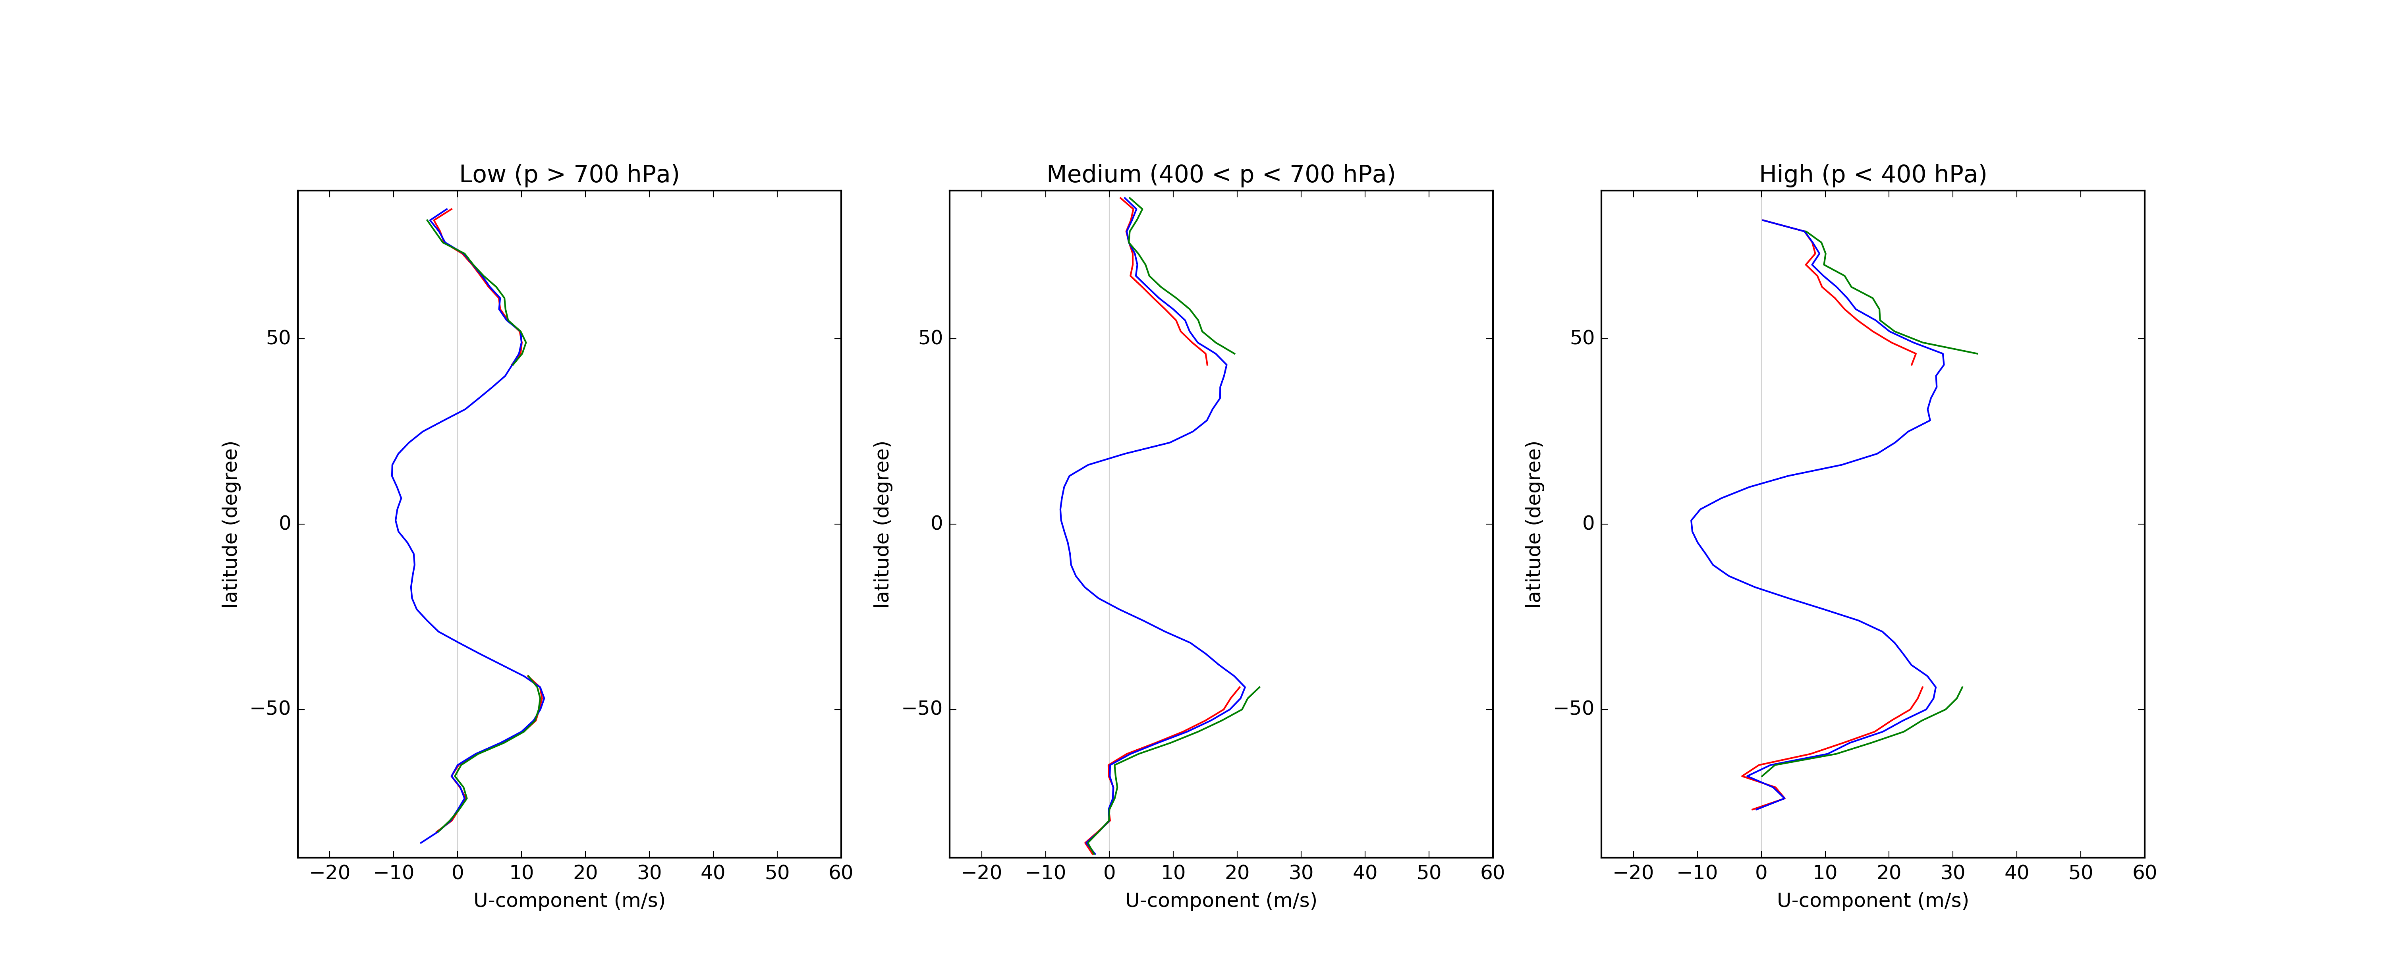 Low (p > 700 hPa)
50
0
−50
latitude (degree)
−20 −10 0 10 20 30 40 50 60
U-component (m/s)
Medium (400 < p < 700 hPa)
50
0
−50
latitude (degree)
−20 −10 0 10 20 30 40 50 60
U-component (m/s)
High (p < 400 hPa)
50
0
−50
latitude (degree)
−20 −10 0 10 20 30 40 50 60
U-component (m/s)